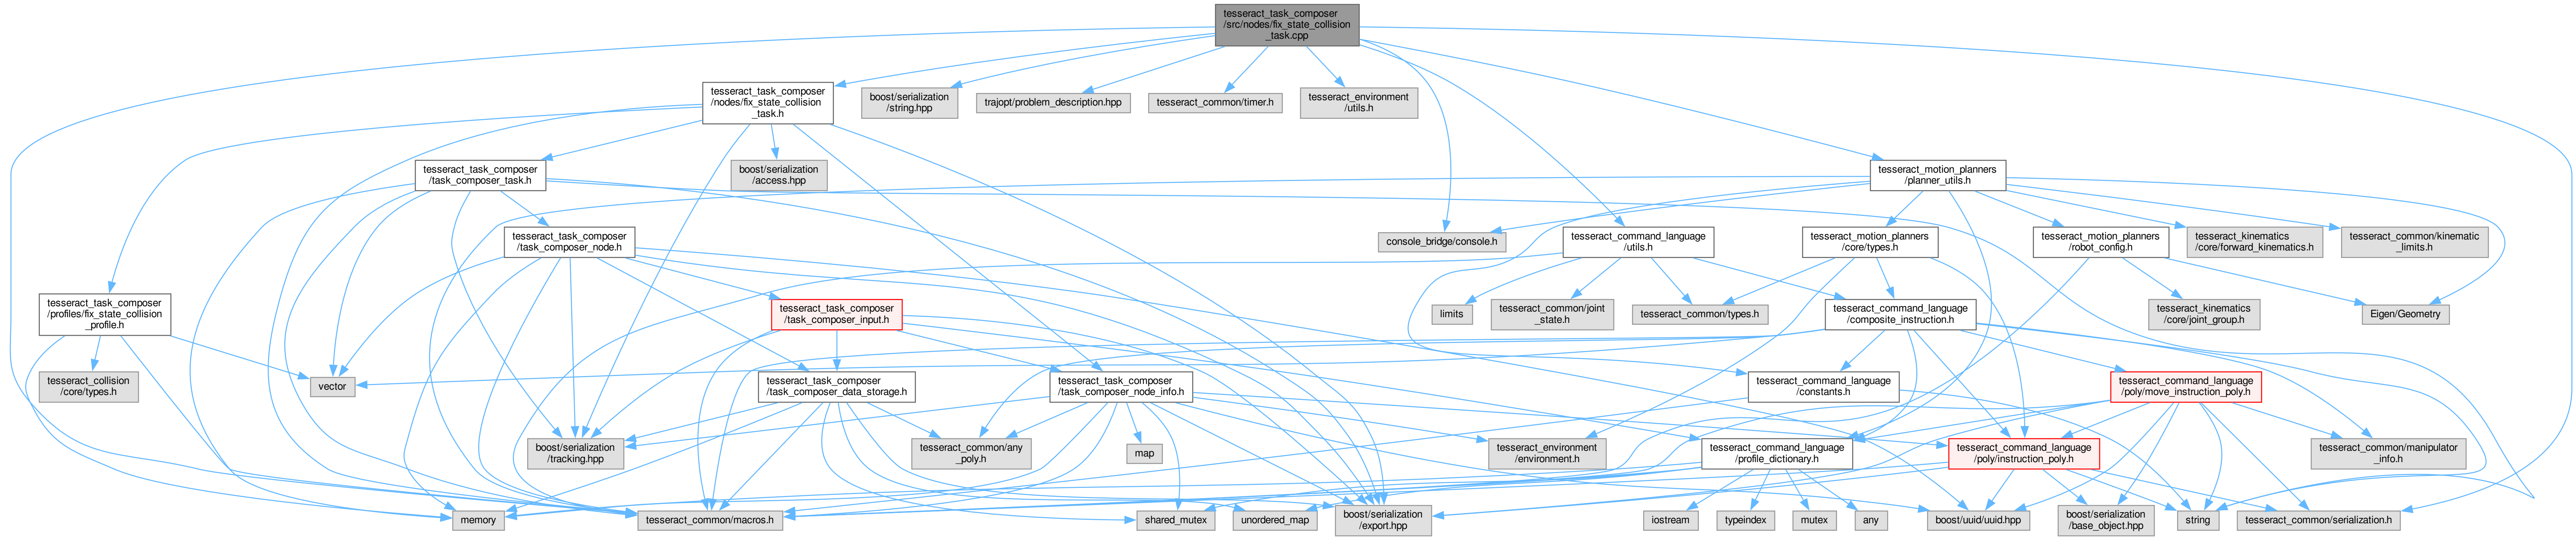 tesseract_task_composer
/src/nodes/fix_state_collision
_task.cpp
tesseract_task_composer
/nodes/fix_state_collision
_task.h
boost/serialization
/string.hpp
trajopt/problem_description.hpp
tesseract_common/timer.h
tesseract_environment
/utils.h
tesseract_task_composer
/task_composer_task.h
boost/serialization
/access.hpp
tesseract_motion_planners
/planner_utils.h
tesseract_task_composer
/task_composer_node.h
console_bridge/console.h
tesseract_command_language
/utils.h
tesseract_motion_planners
/core/types.h
tesseract_motion_planners
/robot_config.h
tesseract_kinematics
/core/forward_kinematics.h
tesseract_common/kinematic
_limits.h
tesseract_task_composer
/profiles/fix_state_collision
_profile.h
tesseract_task_composer
/task_composer_input.h
limits
tesseract_common/joint
_state.h
tesseract_common/types.h
tesseract_command_language
/composite_instruction.h
tesseract_kinematics
/core/joint_group.h
Eigen/Geometry
tesseract_collision
/core/types.h
vector
tesseract_task_composer
/task_composer_data_storage.h
tesseract_task_composer
/task_composer_node_info.h
tesseract_command_language
/constants.h
tesseract_command_language
/poly/move_instruction_poly.h
boost/serialization
/tracking.hpp
tesseract_common/any
_poly.h
map
tesseract_environment
/environment.h
tesseract_command_language
/profile_dictionary.h
tesseract_command_language
/poly/instruction_poly.h
tesseract_common/manipulator
_info.h
memory
tesseract_common/macros.h
shared_mutex
unordered_map
boost/serialization
/export.hpp
iostream
typeindex
mutex
any
boost/uuid/uuid.hpp
boost/serialization
/base_object.hpp
string
tesseract_common/serialization.h